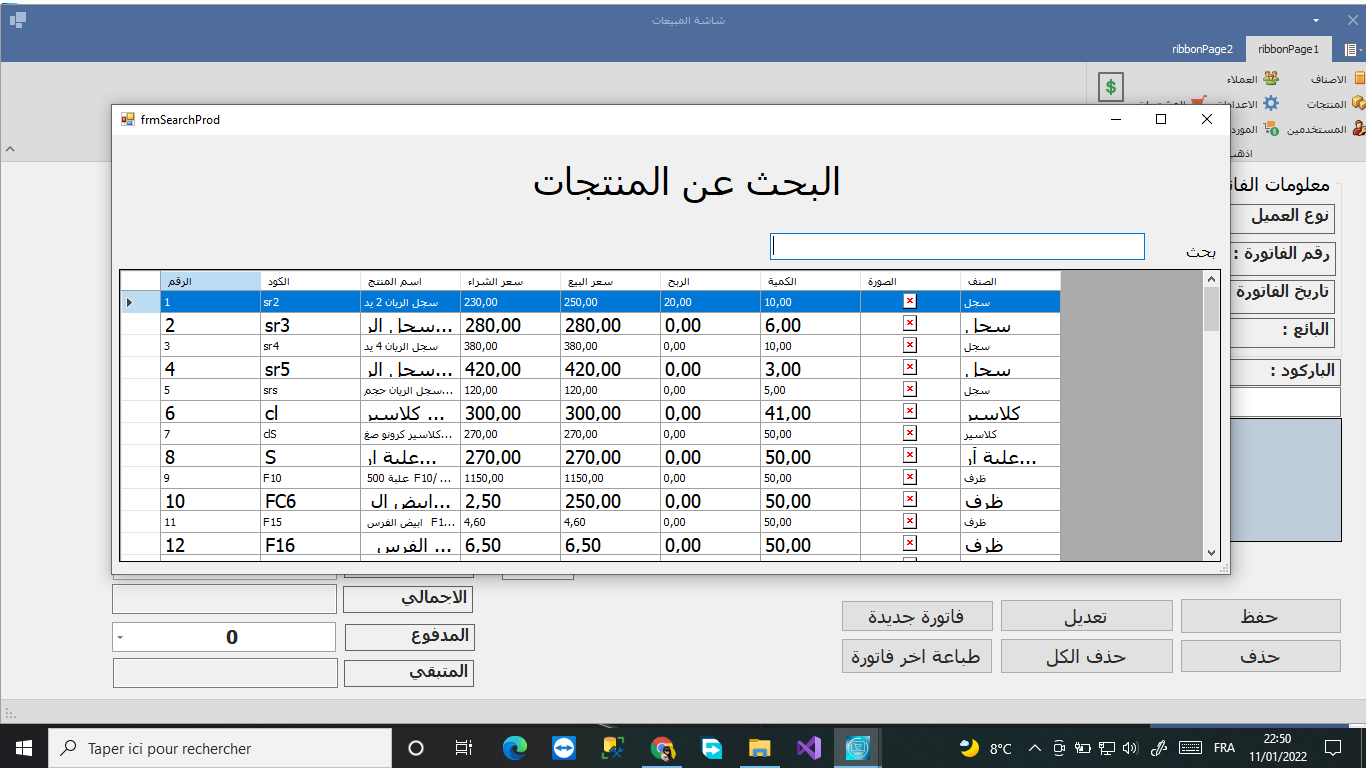 شاشة المبيعات
ribbonPage2 ribbonPage1
العملاء الاصناف
الاعدادات المنتجات
المستخدمين
frmSearchProd
البحث عن المنتجات
بحث
الرقم الكود اسم المنتج سعر الشراء سعر البيع الربح الكمية الصورة الصنف
1 sr2 سجل الريان 2 يد 230,00 250,00 20,00 10,00 سجل
2 sr3 سجل الر... 280,00 280,00 0,00 6,00 سجل
3 sr4 سجل الريان 4 يد 380,00 380,00 0,00 10,00 سجل
4 sr5 سجل الر... 420,00 420,00 0,00 3,00 سجل
5 srs سجل الريان حجم... 120,00 120,00 0,00 5,00 سجل
6 cl كلاسير ... 300,00 300,00 0,00 41,00 كلاسير
7 clS كلاسير كرونو صغ... 270,00 270,00 0,00 50,00 كلاسير
8 S علبة ار... 270,00 270,00 0,00 50,00 علبة أر...
9 F10 علبة 500 F10/ ... 1150,00 1150,00 0,00 50,00 ظرف
10 FC6 ابيض ال... 2,50 250,00 0,00 50,00 ظرف
11 F15 ابيض الفرس F1... 4,60 4,60 0,00 50,00 ظرف
12 F16 الفرس ... 6,50 6,50 0,00 50,00 ظرف
معلومات
نوع العميل
رقم الفاتورة :
تاريخ الفاتورة
البائع :
الباركود :
الاجمالي
المدفوع 0
المتبقي
حفظ تعديل فاتورة جديدة
حذف حذف الكل طباعة اخر فاتورة
Taper ici pour rechercher
8°C FRA 22:50
11/01/2022